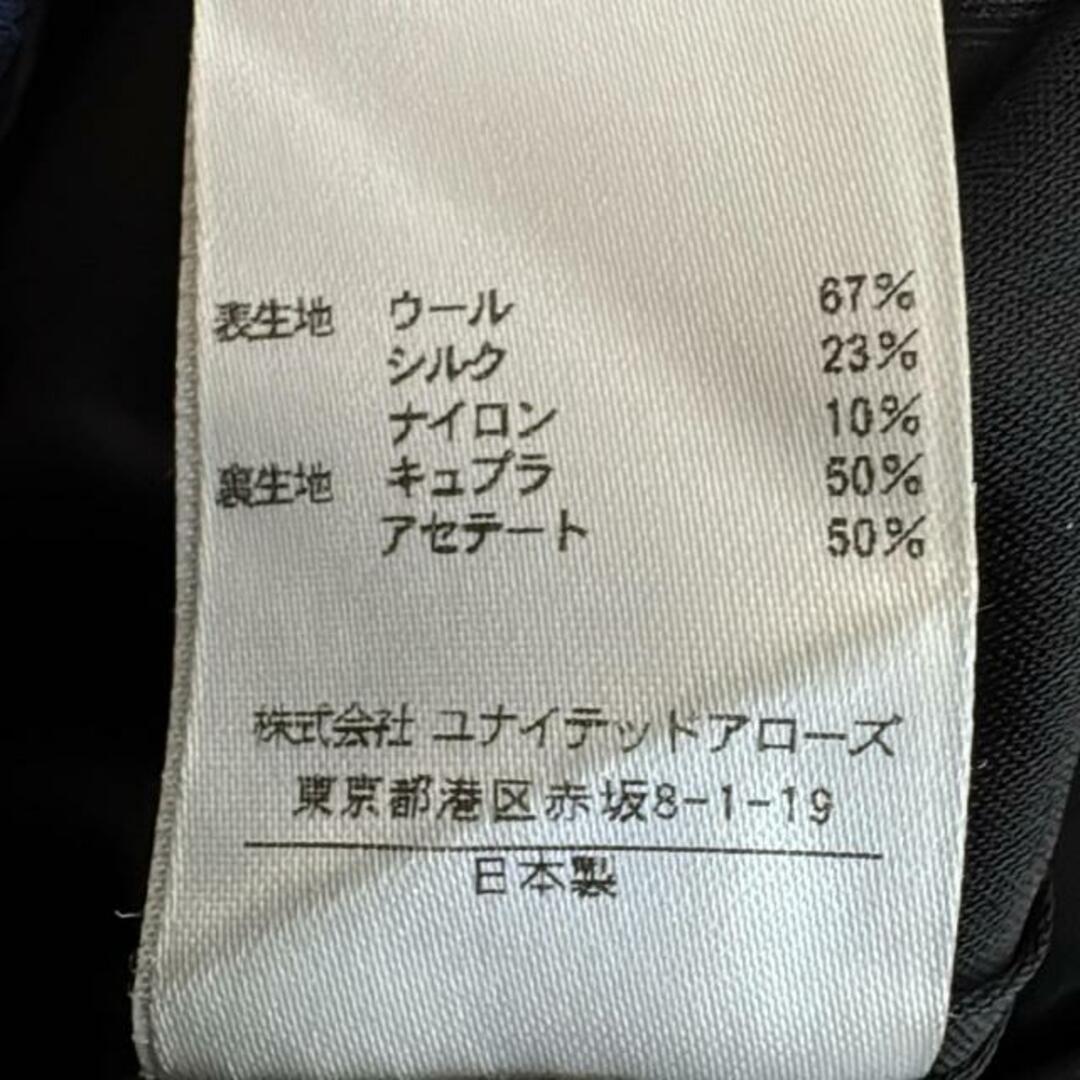 表生地 ウール 67%
シルク 23%
ナイロン 10%
裏生地 キュプラ 50%
アセテート 50%
株式会社 ユナイテッドアローズ
東京都港区赤坂8-1-19
日本製